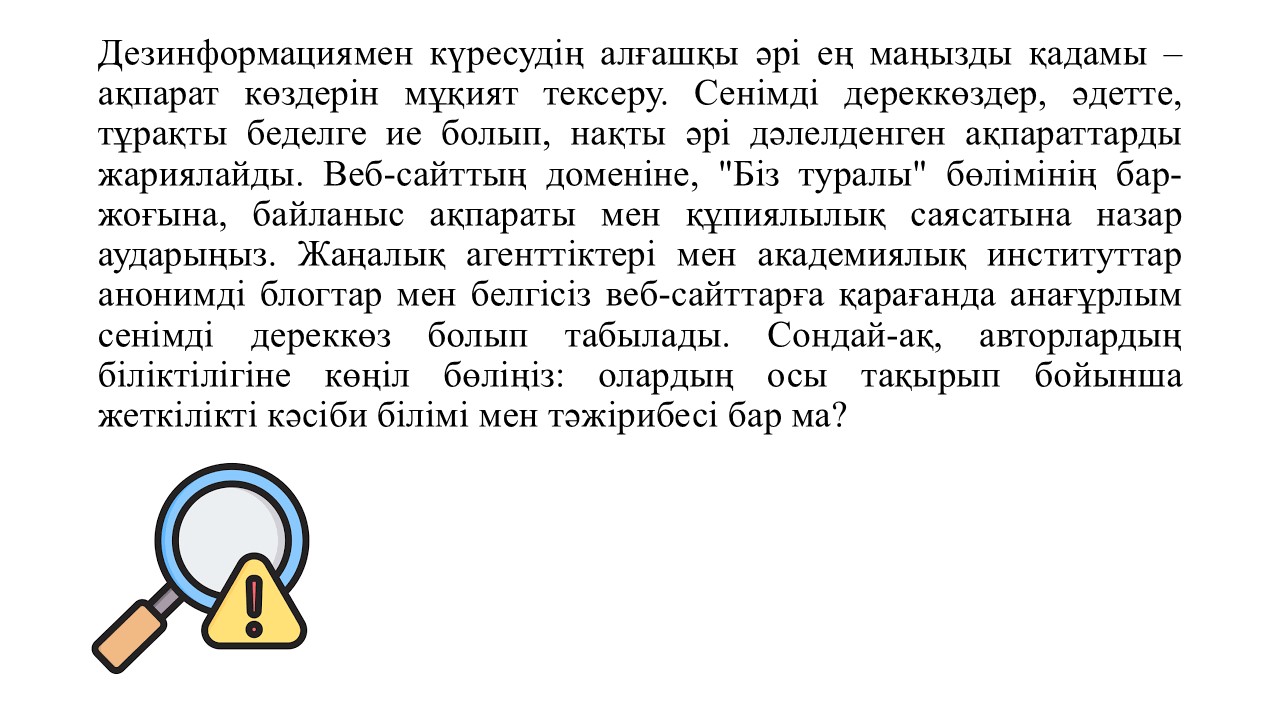 Дезинформациямен күресудің алғашқы әрі ең маңызды қадамы –
ақпарат көздерін мұқият тексеру. Сенімді дереккөздер, әдетте,
тұрақты беделге ие болып, нақты әрі дәлелденген ақпараттарды
жариялайды. Веб-сайттың доменіне, "Біз туралы" бөлімінің бар-
жоғына, байланыс ақпараты мен құпиялылық саясатына назар
аударыңыз. Жаңалық агенттіктері мен академиялық институттар
анонимді блогтар мен белгісіз веб-сайттарға қарағанда анағұрлым
сенімді дереккөз болып табылады. Сондай-ақ, авторлардың
біліктілігіне көңіл бөліңіз: олардың осы тақырып бойынша
жеткілікті кәсіби білімі мен тәжірибесі бар ма?